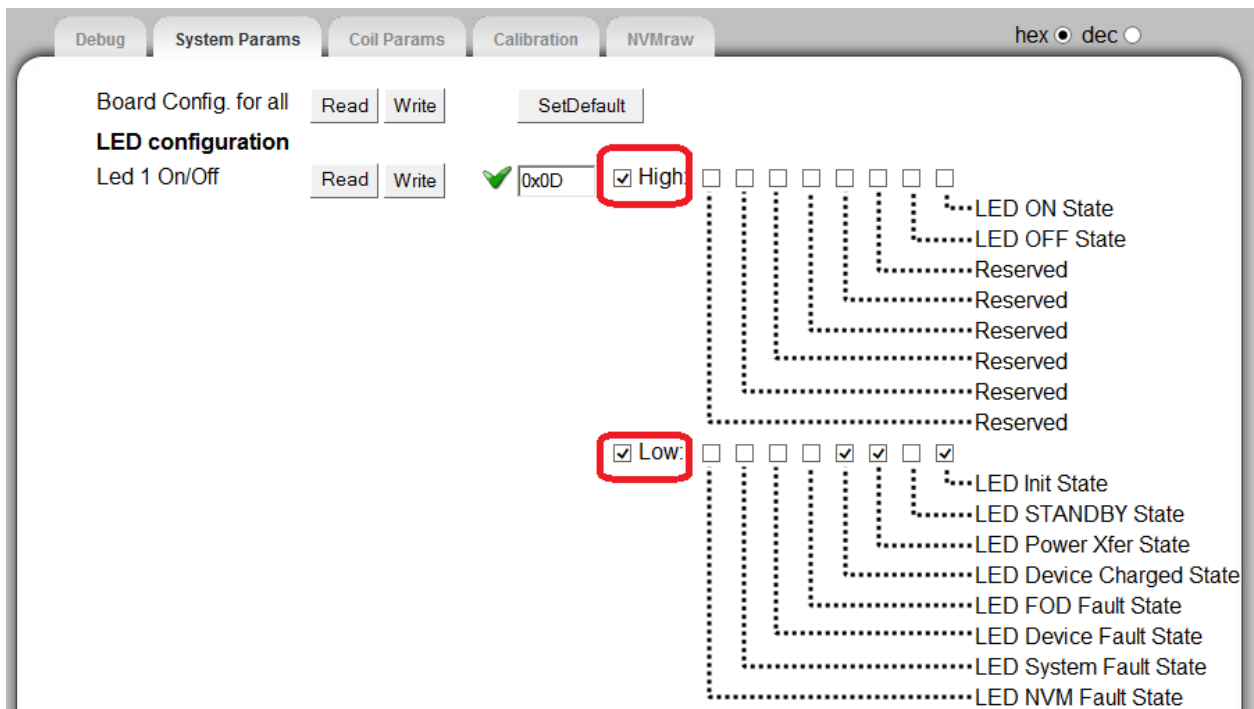 Debug System Params Coil Params Calibration NVMraw hex dec
Board Config. for all Read Write SetDefault
LED configuration
Led 1 On/Off Read Write 0x0D High:
LED ON State
LED OFF State
Reserved
Reserved
Reserved
Reserved
Reserved
Reserved
Low:
LED Init State
LED STANDBY State
LED Power Xfer State
LED Device Charged State
LED FOD Fault State
LED Device Fault State
LED System Fault State
LED NVM Fault State